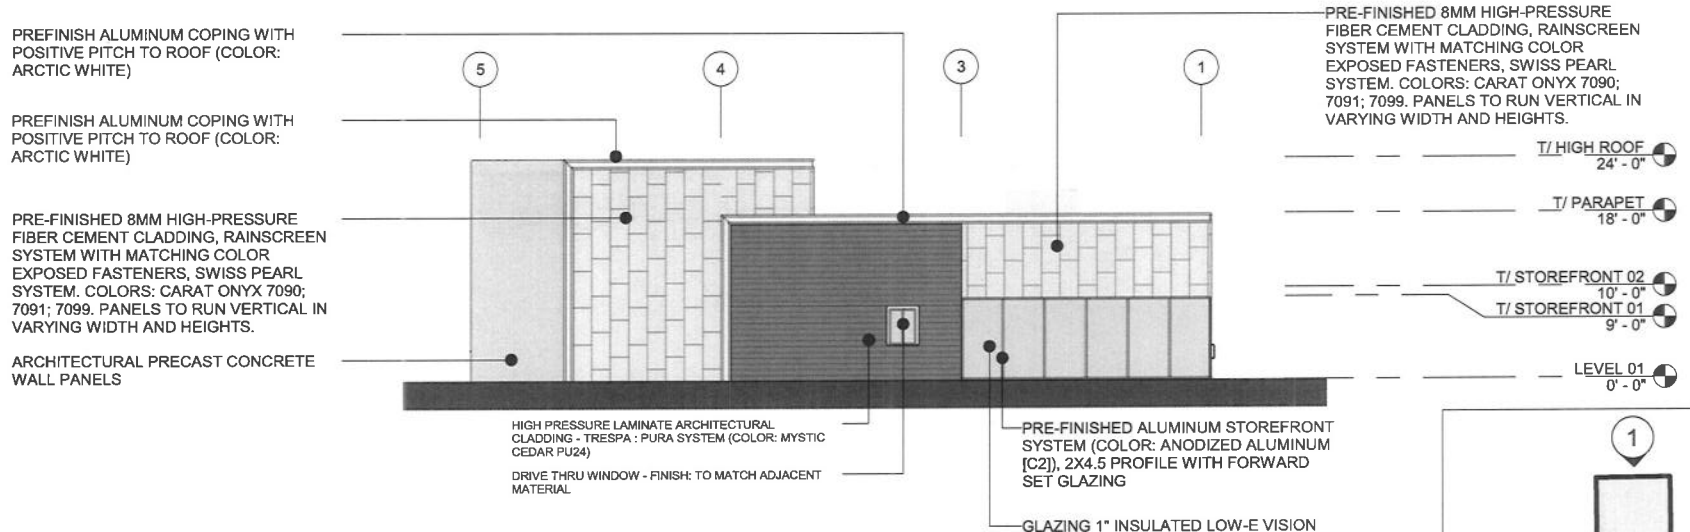 PREFINISH ALUMINUM COPING WITH
POSITIVE PITCH TO ROOF (COLOR:
ARCTIC WHITE)
PREFINISH ALUMINUM COPING WITH
POSITIVE PITCH TO ROOF (COLOR:
ARCTIC WHITE)
PRE-FINISHED 8MM HIGH-PRESSURE
FIBER CEMENT CLADDING, RAINSCREEN
SYSTEM WITH MATCHING COLOR
EXPOSED FASTENERS, SWISS PEARL
SYSTEM. COLORS: CARAT ONYX 7090;
7091; 7099. PANELS TO RUN VERTICAL IN
VARYING WIDTH AND HEIGHTS.
ARCHITECTURAL PRECAST CONCRETE
WALL PANELS
5
4
3
1
HIGH PRESSURE LAMINATE ARCHITECTURAL
CLADDING - TRESPA : PURA SYSTEM (COLOR: MYSTIC
CEDAR PU24)
DRIVE THRU WINDOW - FINISH: TO MATCH ADJACENT
MATERIAL
PRE-FINISHED ALUMINUM STOREFRONT
SYSTEM (COLOR: ANODIZED ALUMINUM
[C2]), 2X4.5 PROFILE WITH FORWARD
SET GLAZING
GLAZING 1" INSULATED LOW-E VISION
PRE-FINISHED 8MM HIGH-PRESSURE
FIBER CEMENT CLADDING, RAINSCREEN
SYSTEM WITH MATCHING COLOR
EXPOSED FASTENERS, SWISS PEARL
SYSTEM. COLORS: CARAT ONYX 7090;
7091; 7099. PANELS TO RUN VERTICAL IN
VARYING WIDTH AND HEIGHTS.
T/ HIGH ROOF
24' - 0"
T/ PARAPET
18' - 0"
T/ STOREFRONT 02
10' - 0"
T/ STOREFRONT 01
9' - 0"
LEVEL 01
0' - 0"
1